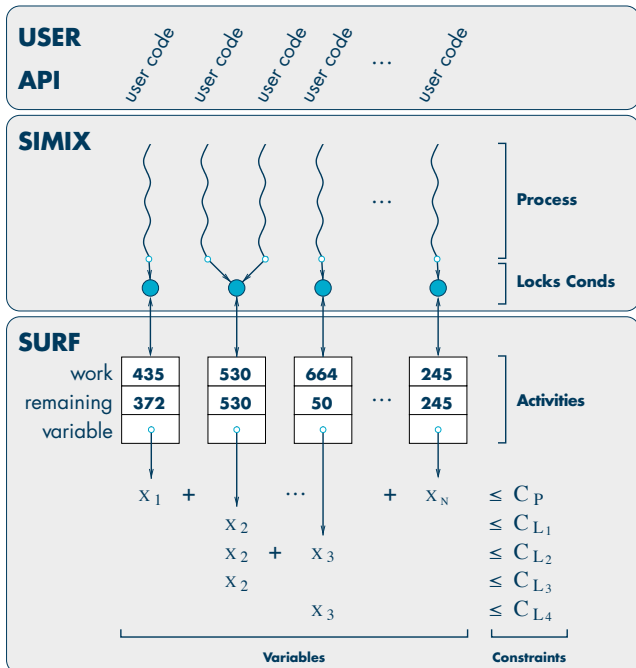 USER
API
user code user code user code user code ... user code
SIMIX
Process
...
Locks Conds
SURF
work 435 530 664 245
remaining 372 530 50 ... 245 Activities
variable
x1 + ... + xN ≤ CP
x2 ≤ CL1
x2 + x3 ≤ CL2
x2 ≤ CL3
x3 ≤ CL4
Variables Constraints